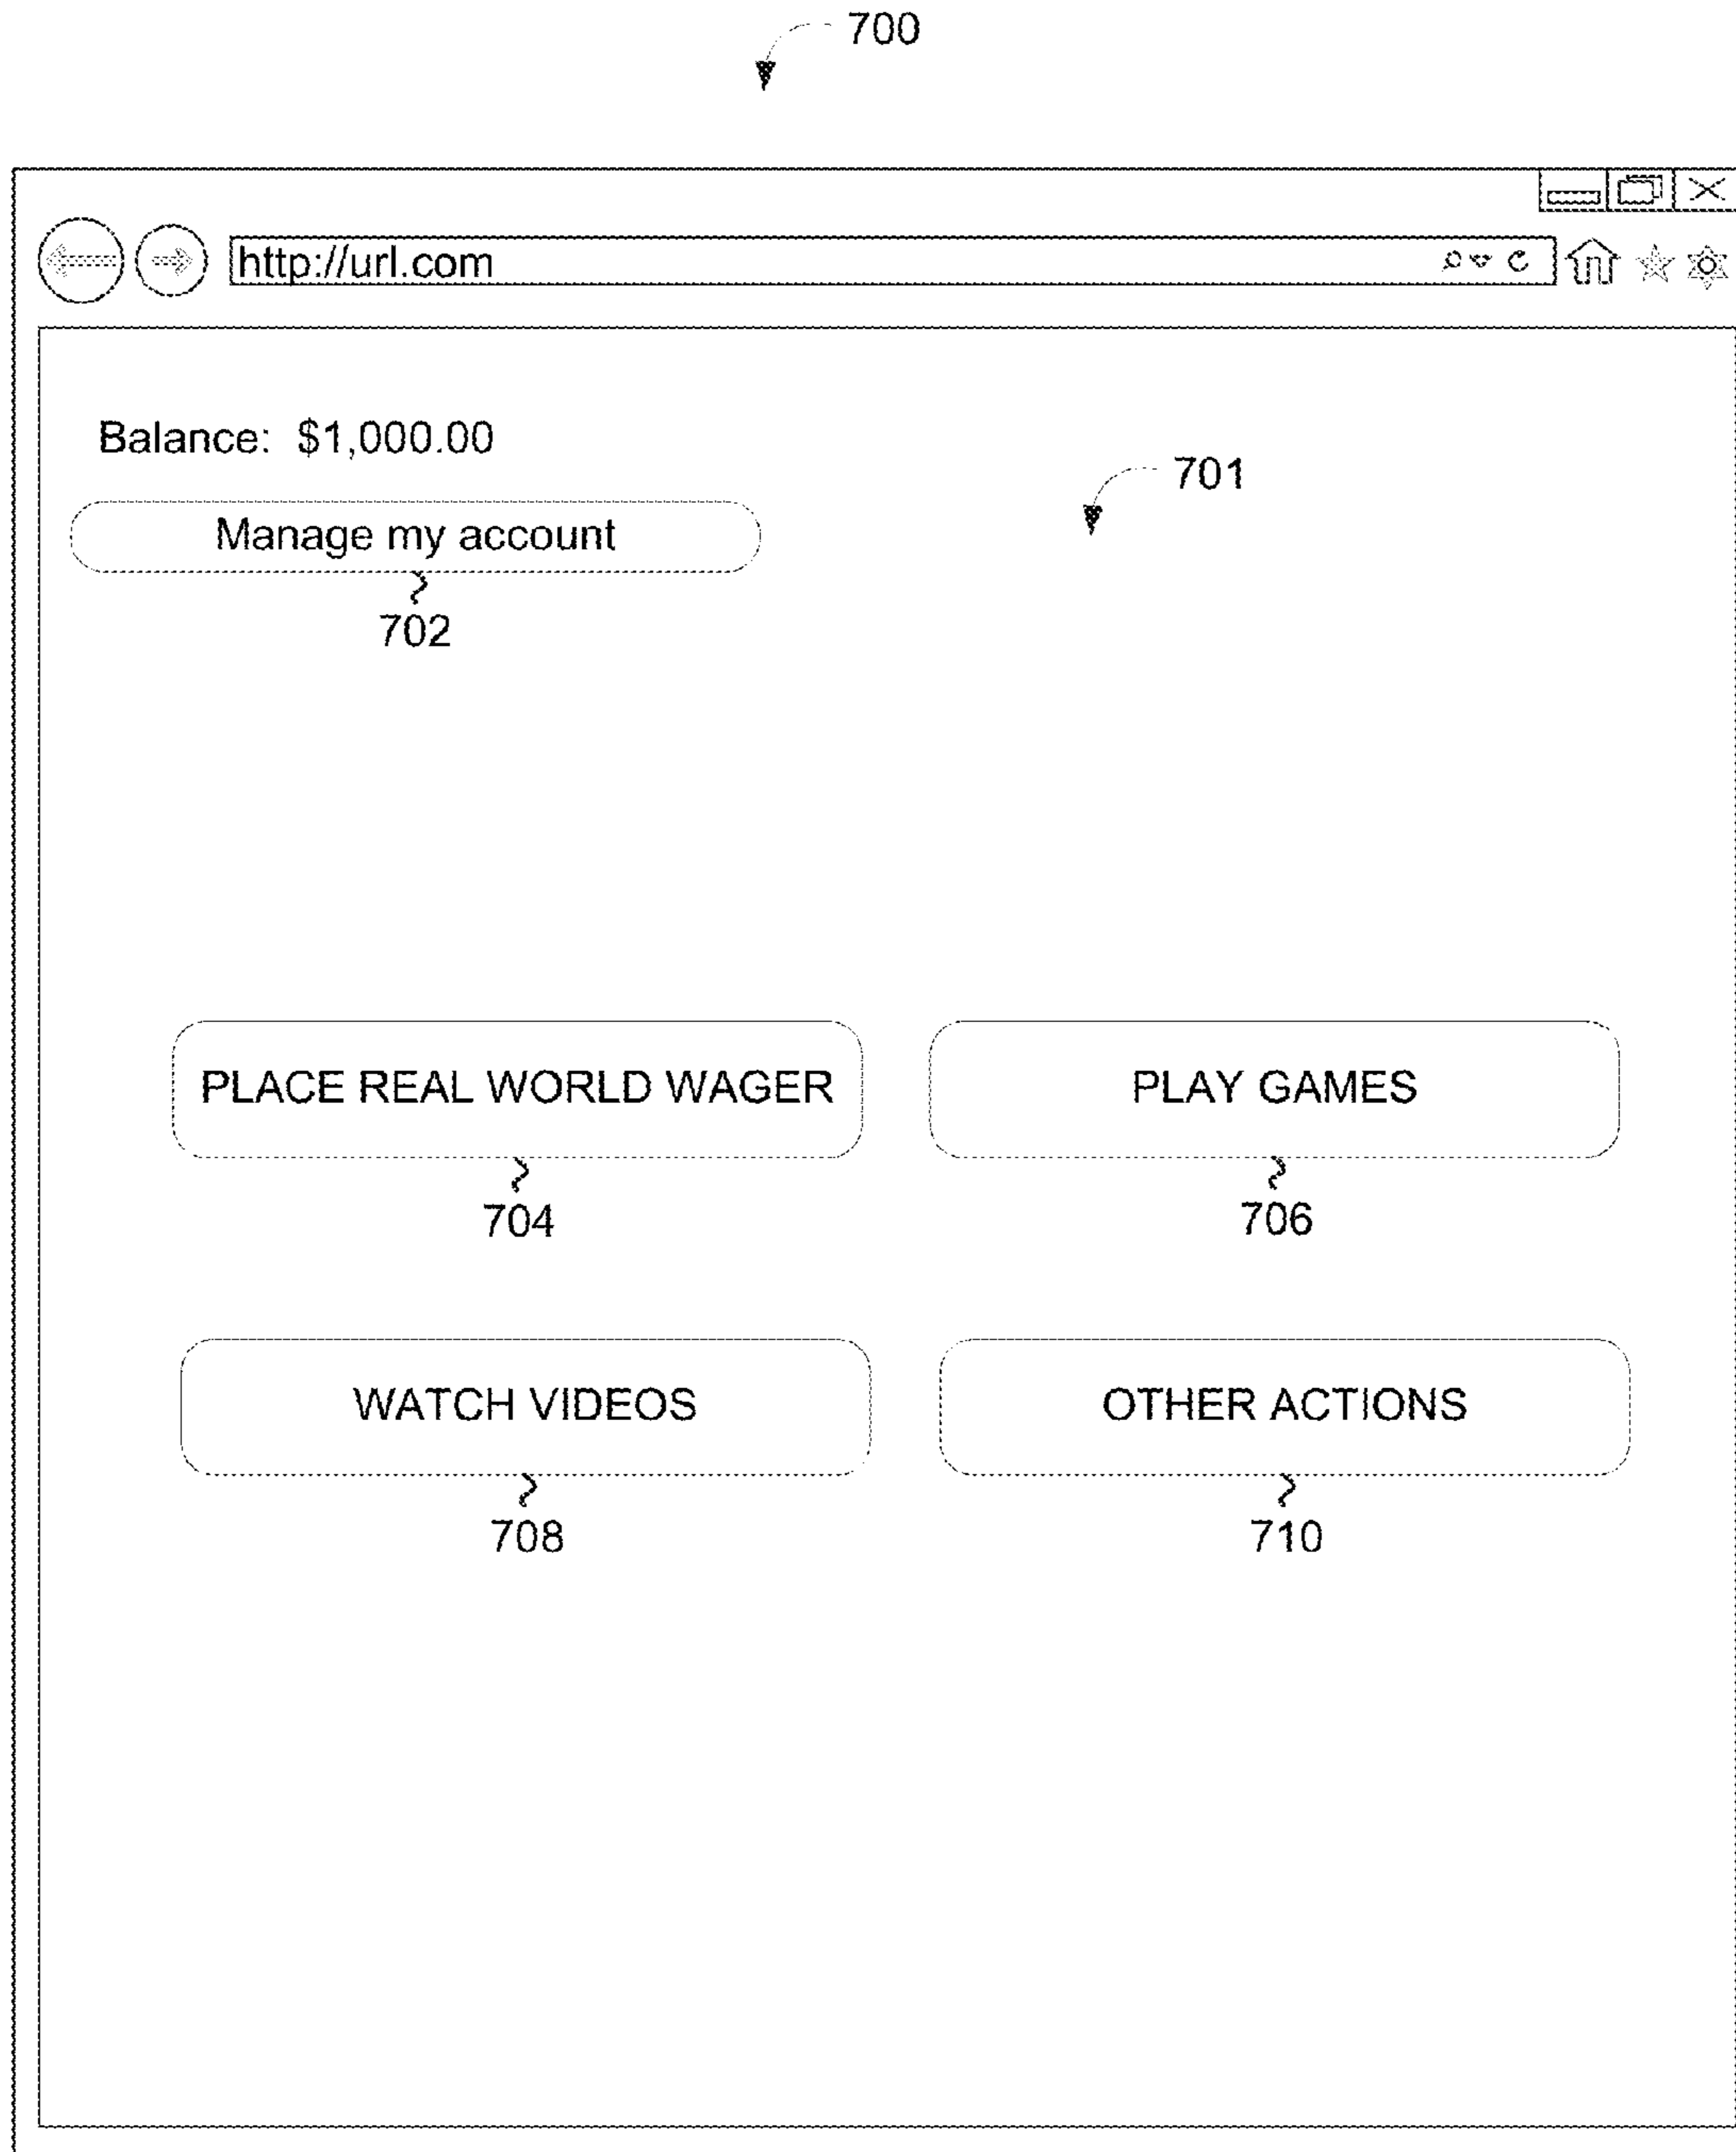 700
http://url.com
Balance: $1,000.00
701
Manage my account
702
PLACE REAL WORLD WAGER
PLAY GAMES
704
706
WATCH VIDEOS
OTHER ACTIONS
708
710